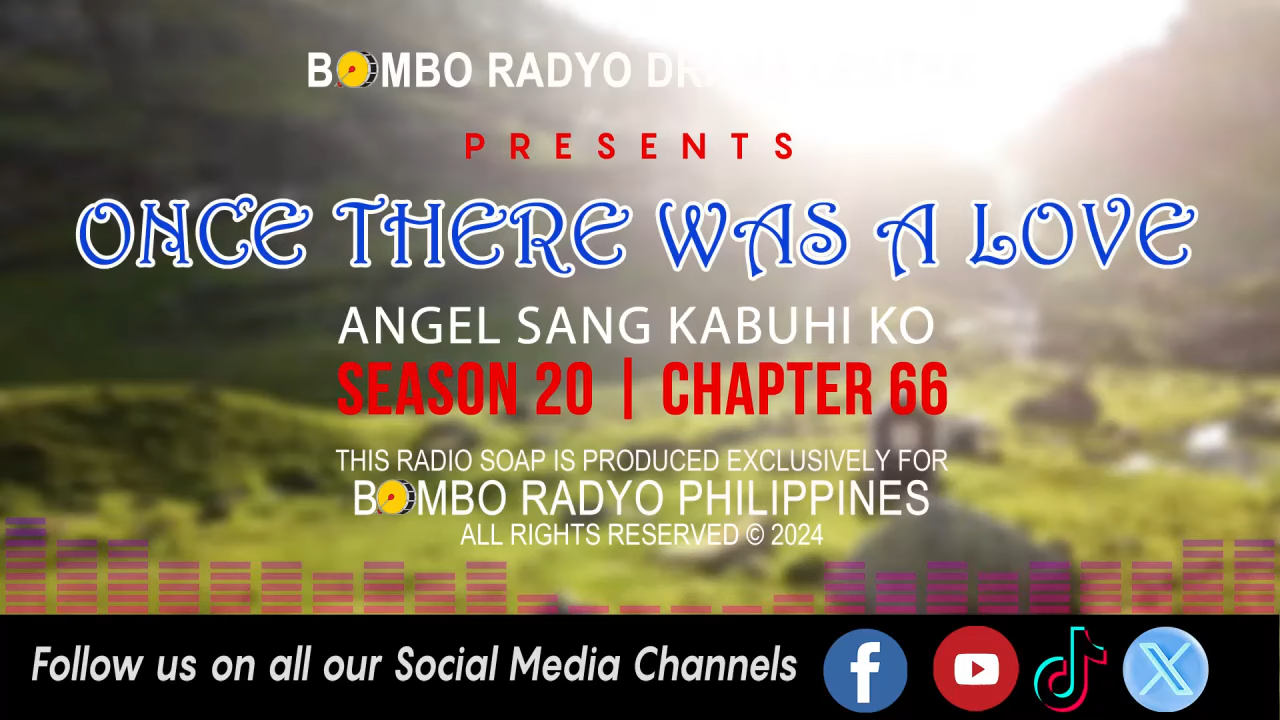 BOMBO RADYO
PRESENTS
ONCE THERE WAS A LOVE
ANGEL SANG KABUHI KO
SEASON 20 | CHAPTER 66
THIS RADIO SOAP IS PRODUCED EXCLUSIVELY FOR
BOMBO RADYO PHILIPPINES
ALL RIGHTS RESERVED © 2024
Follow us on all our Social Media Channels